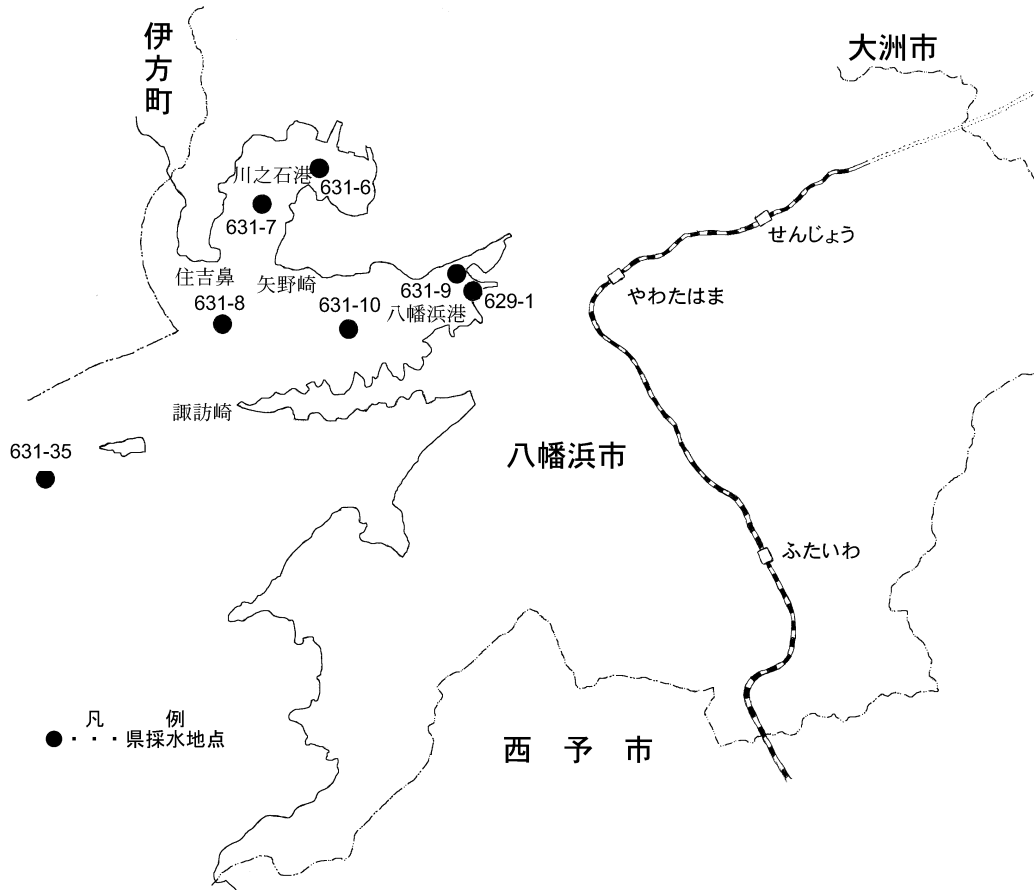 伊方町
大洲市
川之石港
631-6
631-7
せんじょう
住吉鼻
矢野崎
やわたはま
631-8
631-10
631-9
629-1
八幡浜港
諏訪崎
631-35
八幡浜市
ふたいわ
凡 例
●・・・県採水地点
西 予 市